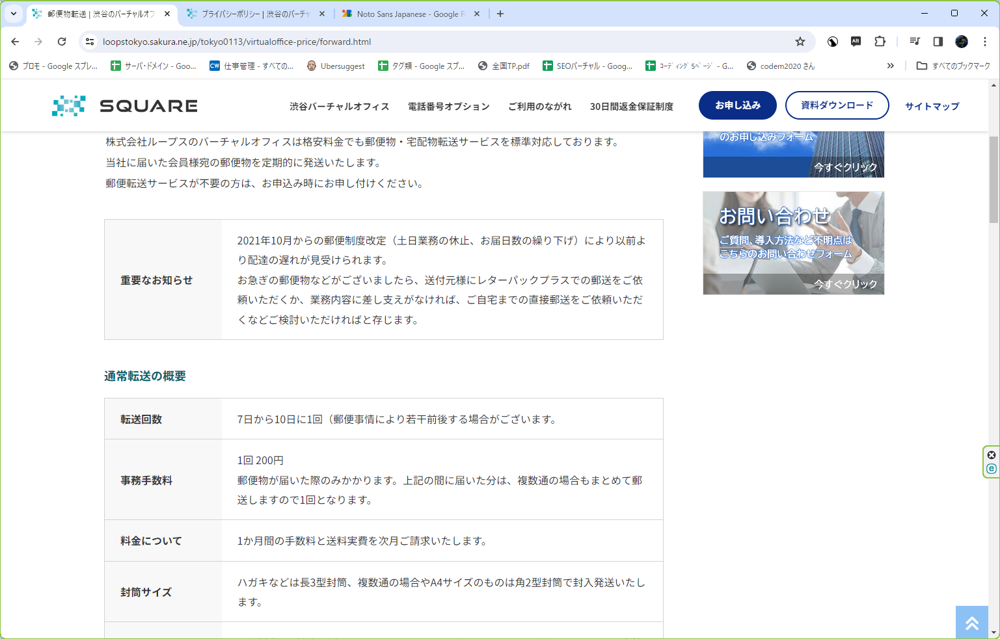 郵便物転送 | 渋谷のバーチャルオフ
プライバシーポリシー | 渋谷のバーチャ
Noto Sans Japanese - Google F
loopstokyo.sakura.ne.jp/tokyo0113/virtualoffice-price/forward.html
プロモ - Google スプレ...
サーバ・ドメイン - Goo...
仕事管理 - すべての...
Ubersuggest
タグ類 - Google スプ...
全国TP.pdf
SEOバーチャル - Goog...
コーディング 5ページ - G...
codem2020 さん
すべてのブックマーク
SQUARE
渋谷バーチャルオフィス
電話番号オプション
ご利用のながれ
30日間返金保証制度
お申し込み
資料ダウンロード
サイトマップ
株式会社ループスのバーチャルオフィスは格安料金でも郵便物・宅配物転送サービスを標準対応しております。
当社に届いた会員様宛の郵便物を定期的に発送いたします。
郵便転送サービスが不要の方は、お申込み時にお申し付けください。
のお申し込みフォーム
今すぐクリック
お問い合わせ
ご質問、導入方法など不明点は
こちらのお問い合わせフォーム
今すぐクリック
重要なお知らせ
2021年10月からの郵便制度改定（土日業務の休止、お届日数の繰り下げ）により以前よ
り配達の遅れが見受けられます。
お急ぎの郵便物などがございましたら、送付元様にレターパックプラスでの郵送をご依
頼いただくか、業務内容に差し支えがなければ、ご自宅までの直接郵送をご依頼いただ
くなどご検討いただければと存じます。
通常転送の概要
転送回数
7日から10日に1回（郵便事情により若干前後する場合がございます。
事務手数料
1回 200円
郵便物が届いた際のみかかります。上記の間に届いた分は、複数通の場合もまとめて郵
送しますので1回となります。
料金について
1か月間の手数料と送料実費を次月ご請求いたします。
封筒サイズ
ハガキなどは長3型封筒、複数通の場合やA4サイズのものは角2型封筒で封入発送いたし
ます。